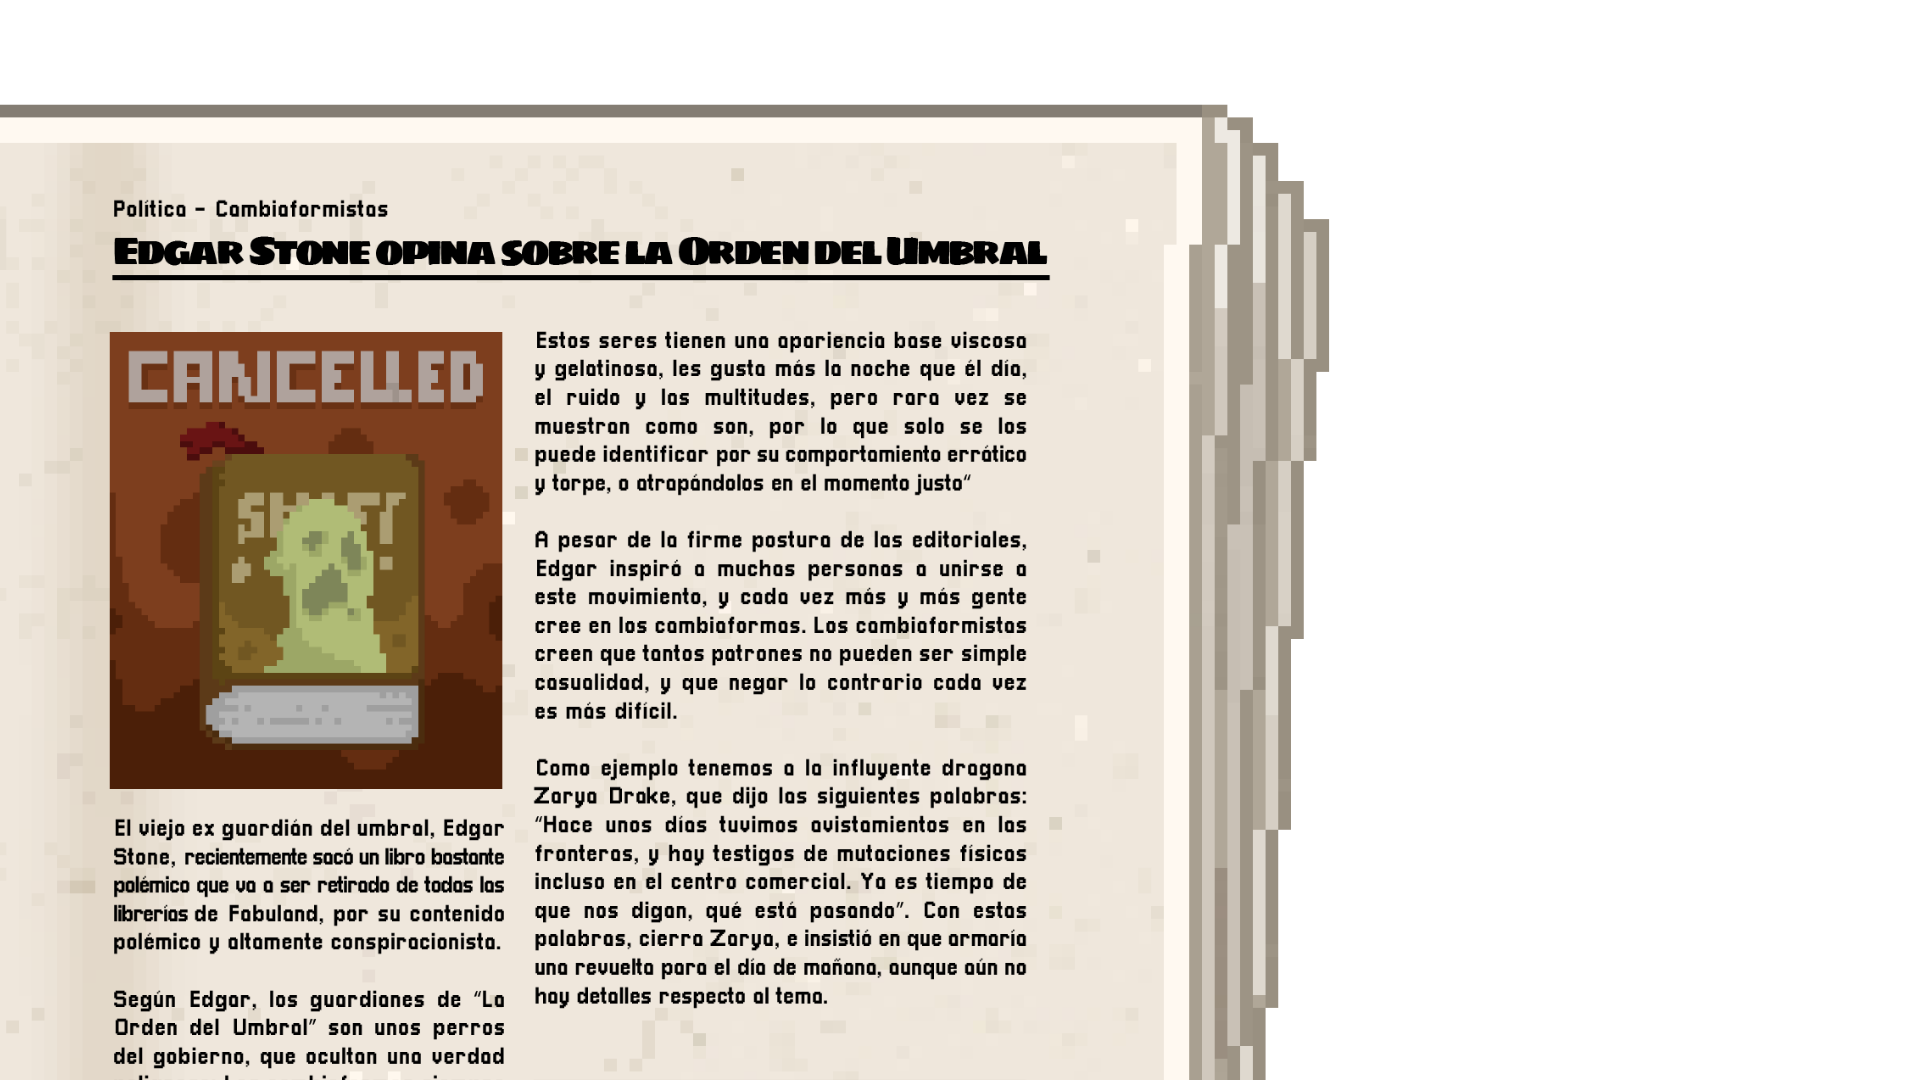 Política - Cambiaformistas
EDGAR STONE OPINA SOBRE LA ORDEN DEL UMBRAL
CANCELLED
El viejo ex guardián del umbral, Edgar
Stone, recientemente sacó un libro bastante
polémico que va a ser retirado de todas las
librerías de Fabuland, por su contenido
polémico y altamente conspiracionista.
Según Edgar, los guardianes de “La
Orden del Umbral” son unos perros
del gobierno, que ocultan una verdad
Estos seres tienen una apariencia base viscosa
y gelatinosa, les gusta más la noche que él día,
el ruido y las multitudes, pero rara vez se
muestran como son, por lo que solo se los
puede identificar por su comportamiento errático
y torpe, o atrapándolos en el momento justo”
A pesar de la firme postura de las editoriales,
Edgar inspiró a muchas personas a unirse a
este movimiento, y cada vez más y más gente
cree en los cambiaformas. Los cambiaformistas
creen que tantos patrones no pueden ser simple
casualidad, y que negar lo contrario cada vez
es más difícil.
Como ejemplo tenemos a la influyente dragona
Zarya Drake, que dijo las siguientes palabras:
“Hace unos días tuvimos avistamientos en las
fronteras, y hay testigos de mutaciones físicas
incluso en el centro comercial. Ya es tiempo de
que nos digan, qué está pasando”. Con estas
palabras, cierra Zarya, e insistió en que armaría
una revuelta para el día de mañana, aunque aún no
hay detalles respecto al tema.